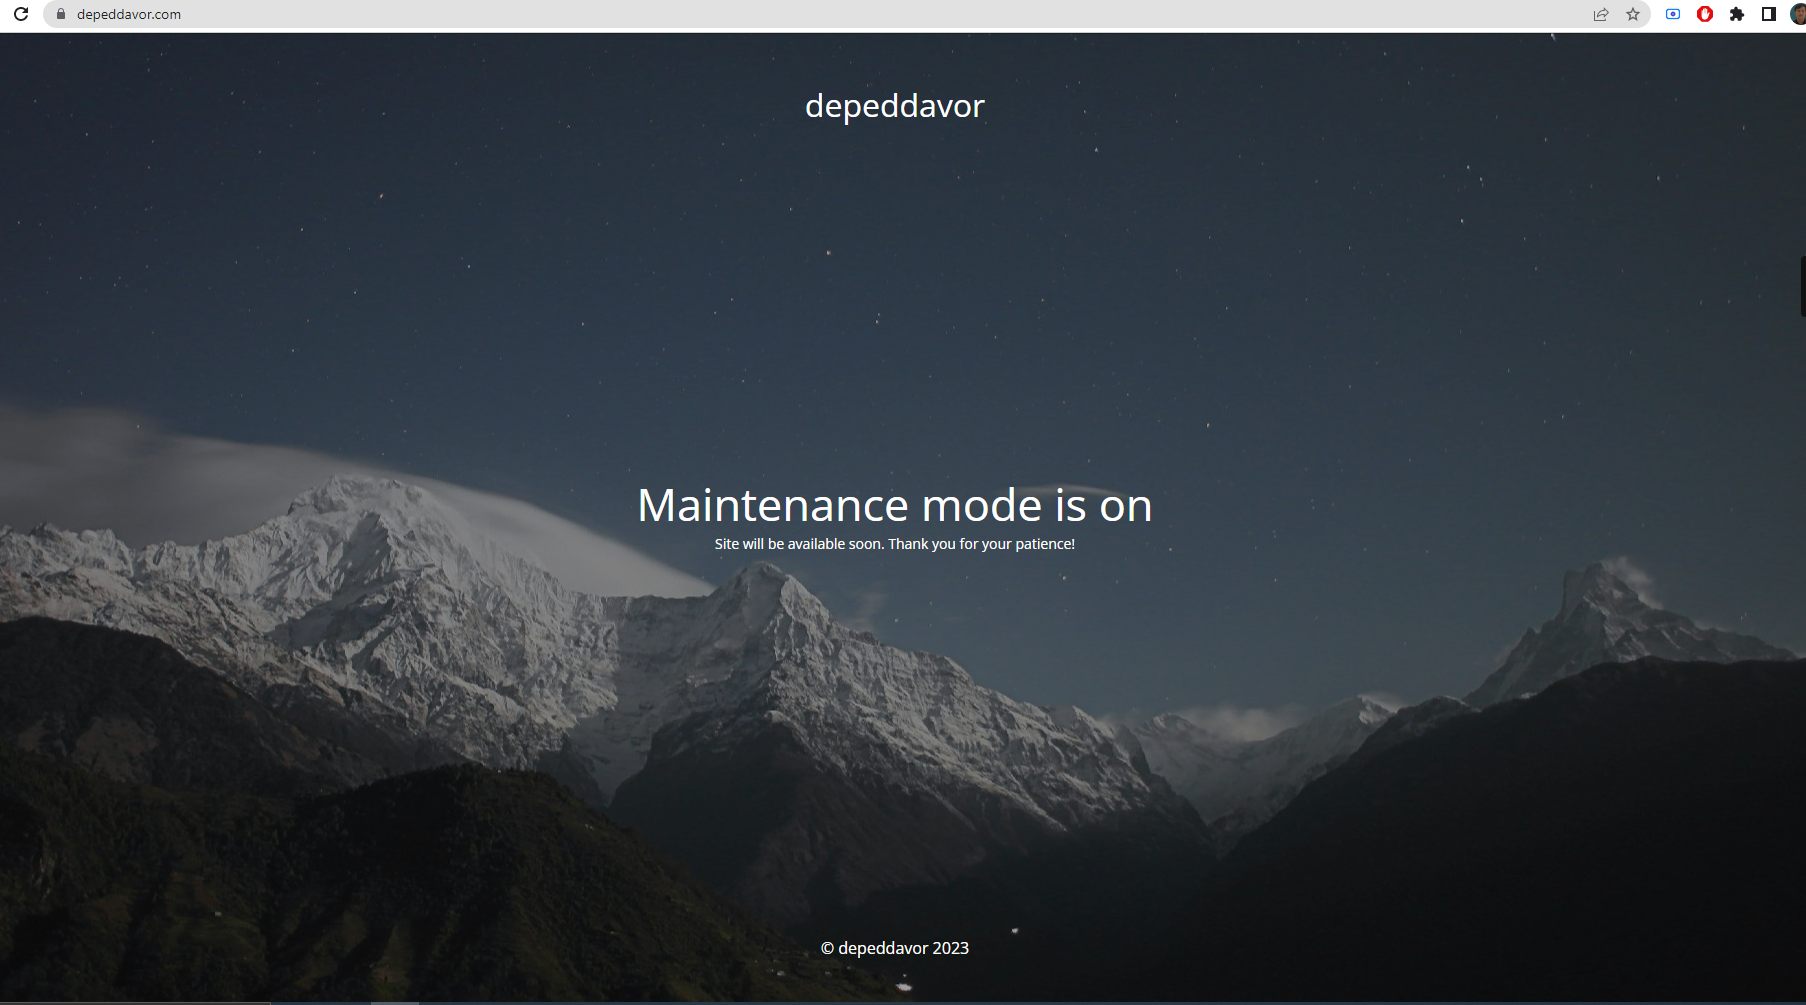 depeddavor.com
depeddavor
Maintenance mode is on
Site will be available soon. Thank you for your patience!
© depeddavor 2023